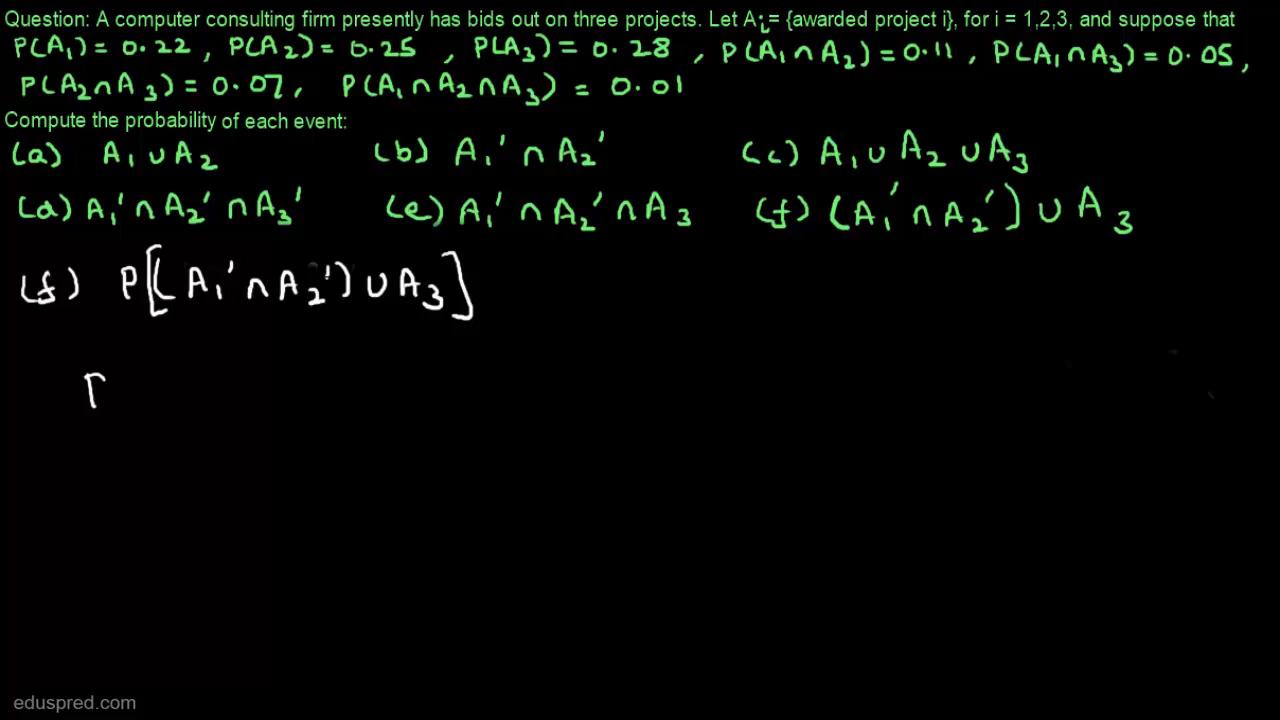 Question: A computer consulting firm presently has bids out on three projects. Let Ai = {awarded project i}, for i = 1,2,3, and suppose that
P(A₁) = 0.22 , P(A₂) = 0.25 , P(A₃) = 0.28 , P(A₁ ∩ A₂) = 0.11 , P(A₁ ∩ A₃) = 0.05 ,
P(A₂ ∩ A₃) = 0.07 , P(A₁ ∩ A₂ ∩ A₃) = 0.01
Compute the probability of each event:
(a) A₁ ∪ A₂ (b) A₁' ∩ A₂' (c) A₁ ∪ A₂ ∪ A₃
(d) A₁' ∩ A₂' ∩ A₃' (e) A₁' ∩ A₂' ∩ A₃ (f) (A₁' ∩ A₂') ∪ A₃
(f) P[(A₁' ∩ A₂') ∪ A₃]
eduspred.com